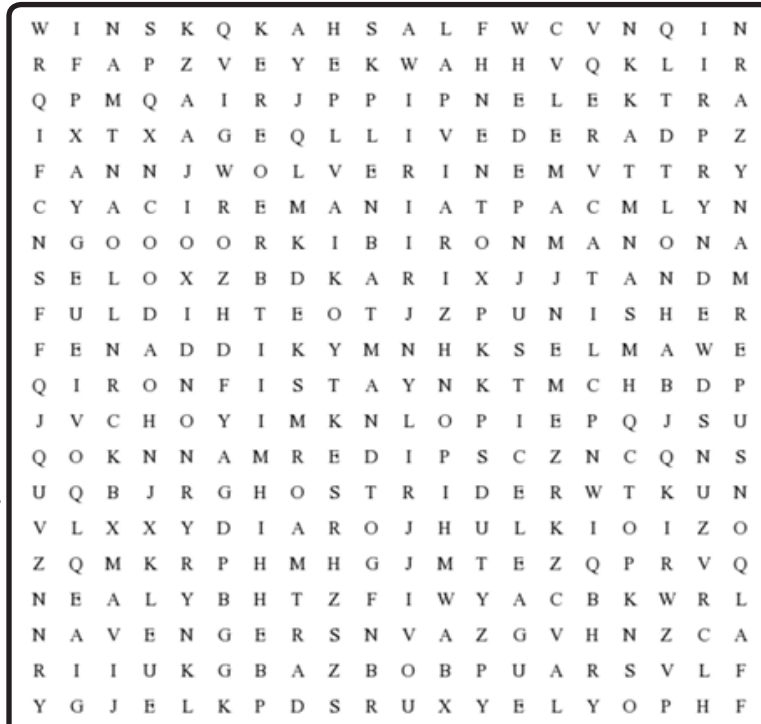 W I N S K Q K A H S A L F W C V N Q I N
R F A P Z V E Y E K W A H H V Q K L I R
Q P M Q A I R J P P I P N E L E K T R A
I X T X A G E Q L L I V E D E R A D P Z
F A N N J W O L V E R I N E M V T T R Y
C Y A C I R E M A N I A T P A C M L Y N
N G O O O O R K I B I R O N M A N O N A
S E L O X Z B D K A R I X J J T A N D M
F U L D I H T E O T J Z P U N I S H E R
F E N A D D I K Y M N H K S E L M A W E
Q I R O N F I S T A Y N K T M C H B D P
J V C H O Y I M K N L O P I E P Q J S U
Q O K N N A M R E D I P S C Z N C Q N S
U Q B J R G H O S T R I D E R W T K U N
V L X X Y D I A R O J H U L K I O I Z O
Z Q M K R P H M H G J M T E Z Q P R V Q
N E A L Y B H T Z F I W Y A C B K W R L
N A V E N G E R S N V A Z G V H N Z C A
R I I U K G B A Z B O B P U A R S V L F
Y G J E L K P D S R U X Y E L Y O P H F